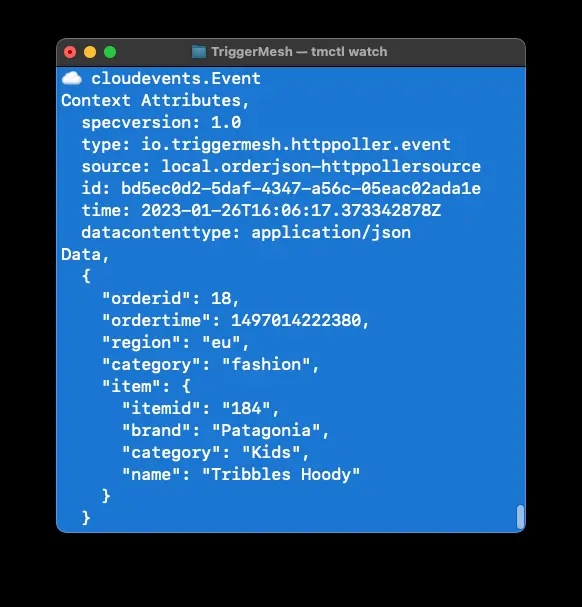 TriggerMesh — tmctl watch
☁️ cloudevents.Event
Context Attributes,
  specversion: 1.0
  type: io.triggermesh.httppoller.event
  source: local.orderjson-httppollersource
  id: bd5ec0d2-5daf-4347-a56c-05eac02ada1e
  time: 2023-01-26T16:06:17.373342878Z
  datacontenttype: application/json
Data,
  {
    "orderid": 18,
    "ordertime": 1497014222380,
    "region": "eu",
    "category": "fashion",
    "item": {
      "itemid": "184",
      "brand": "Patagonia",
      "category": "Kids",
      "name": "Tribbles Hoody"
    }
  }